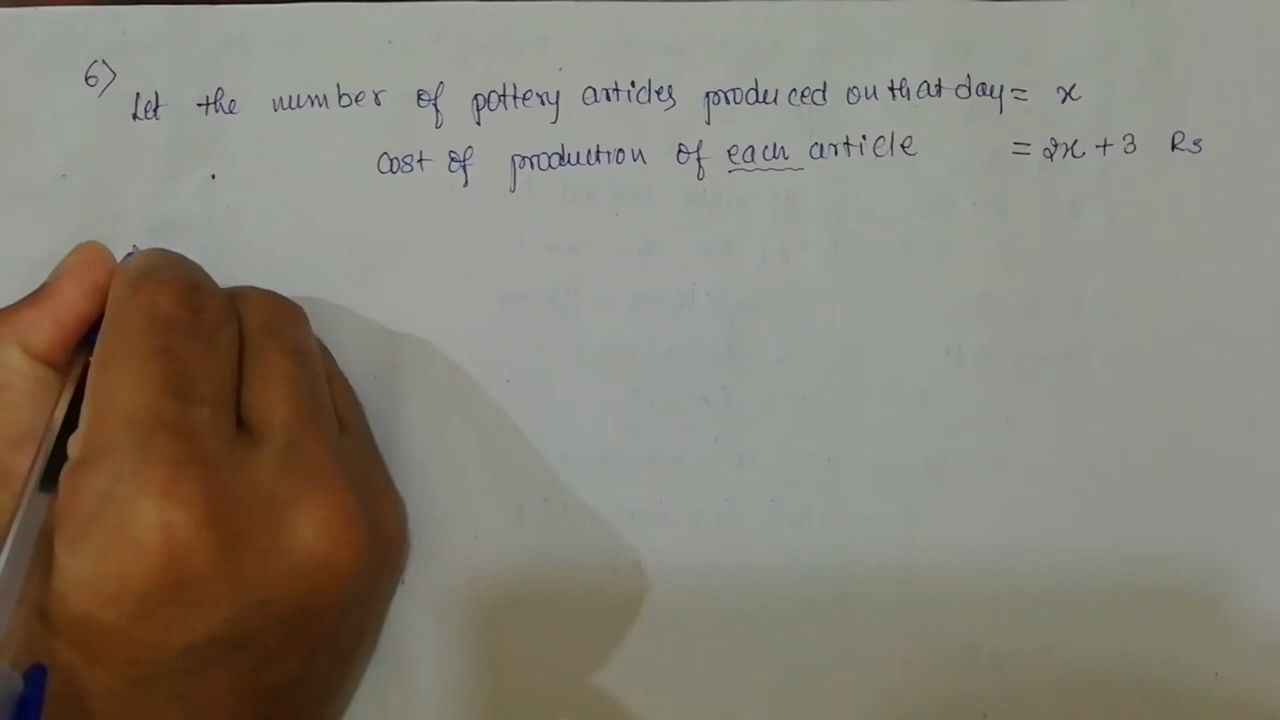 6)
Let the number of pottery articles produced on that day = x
Cost of production of each article = 2x + 3 Rs